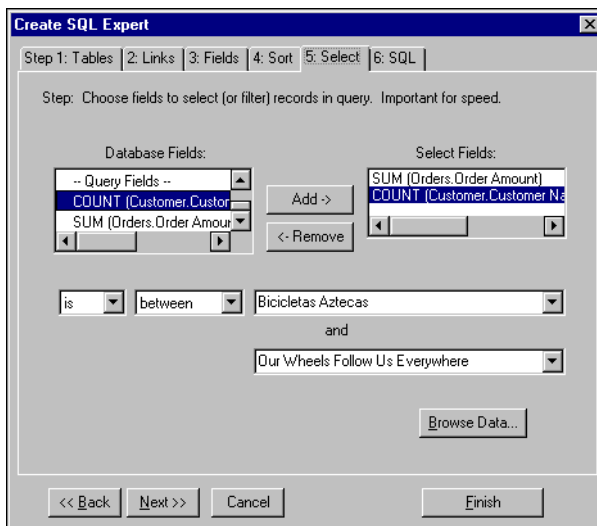 Create SQL Expert
Step 1: Tables 2: Links 3: Fields 4: Sort 5: Select 6: SQL
Step: Choose fields to select (or filter) records in query. Important for speed.
Database Fields: Select Fields:
-- Query Fields --
COUNT (Customer.Custor
SUM (Orders.Order Amour
Add ->
<- Remove
SUM (Orders.Order Amount)
COUNT (Customer.Customer Na
is between Bicicletas Aztecas
and
Our Wheels Follow Us Everywhere
Browse Data...
<< Back Next >> Cancel Finish